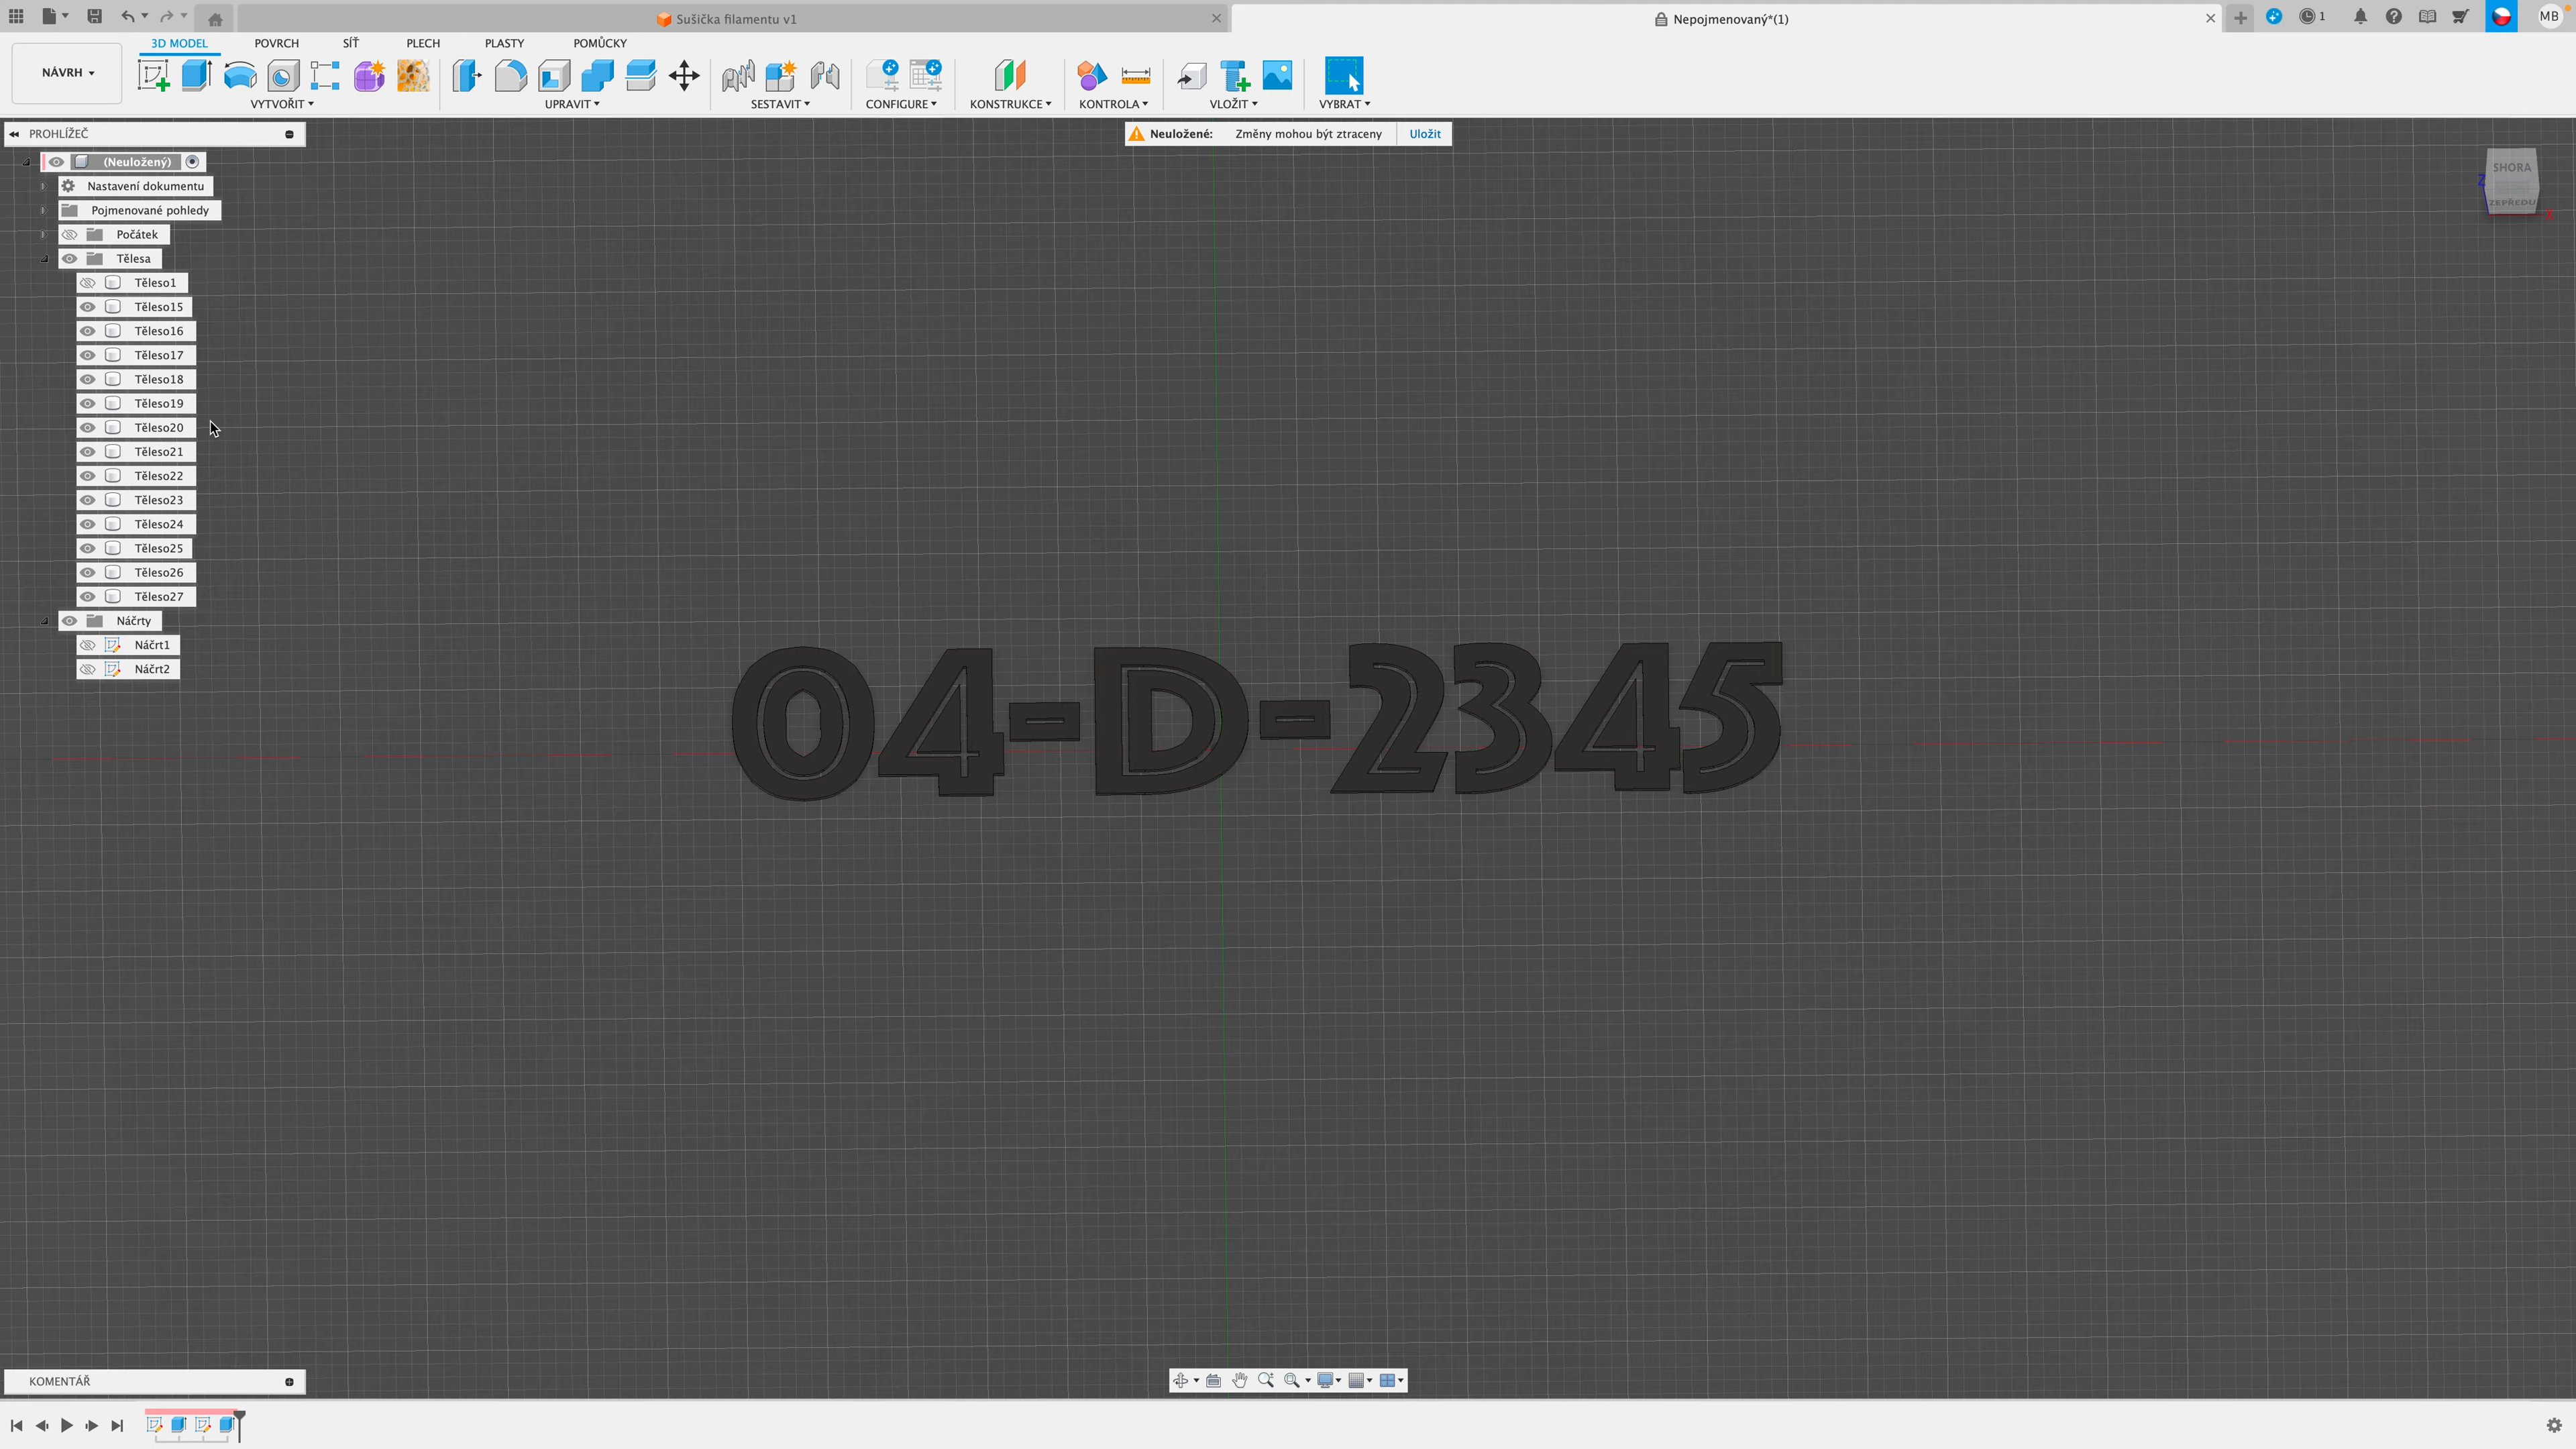 Sušička filamentu v1
Nepojmenovaný*(1)
1
MB
NÁVRH
3D MODEL
POVRCH
SÍŤ
PLECH
PLASTY
POMŮCKY
VYTVOŘIT
UPRAVIT
SESTAVIT
CONFIGURE
KONSTRUKCE
KONTROLA
VLOŽIT
VYBRAT
PROHLÍŽEČ
Neuložené: Změny mohou být ztraceny Uložit
(Neuložený)
Nastavení dokumentu
Pojmenované pohledy
Počátek
Tělesa
Těleso1
Těleso15
Těleso16
Těleso17
Těleso18
Těleso19
Těleso20
Těleso21
Těleso22
Těleso23
Těleso24
Těleso25
Těleso26
Těleso27
Náčrty
Náčrt1
Náčrt2
SHORA
ZEPŘEDU
Z
X
04-D-2345
KOMENTÁŘ